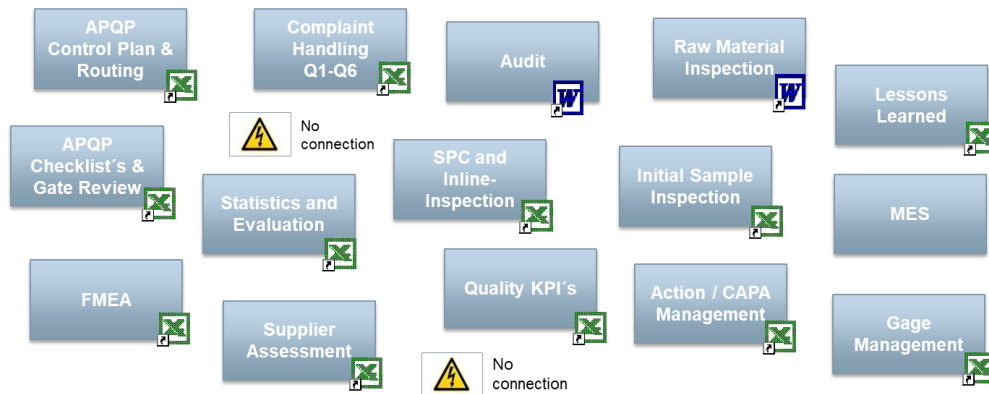 APQP
Control Plan &
Routing
Complaint
Handling
Q1-Q6
Audit
Raw Material
Inspection
Lessons
Learned
No
connection
APQP
Checklist´s &
Gate Review
SPC and
Inline-
Inspection
Initial Sample
Inspection
Statistics and
Evaluation
MES
FMEA
Quality KPI´s
Action / CAPA
Management
Supplier
Assessment
Gage
Management
No
connection